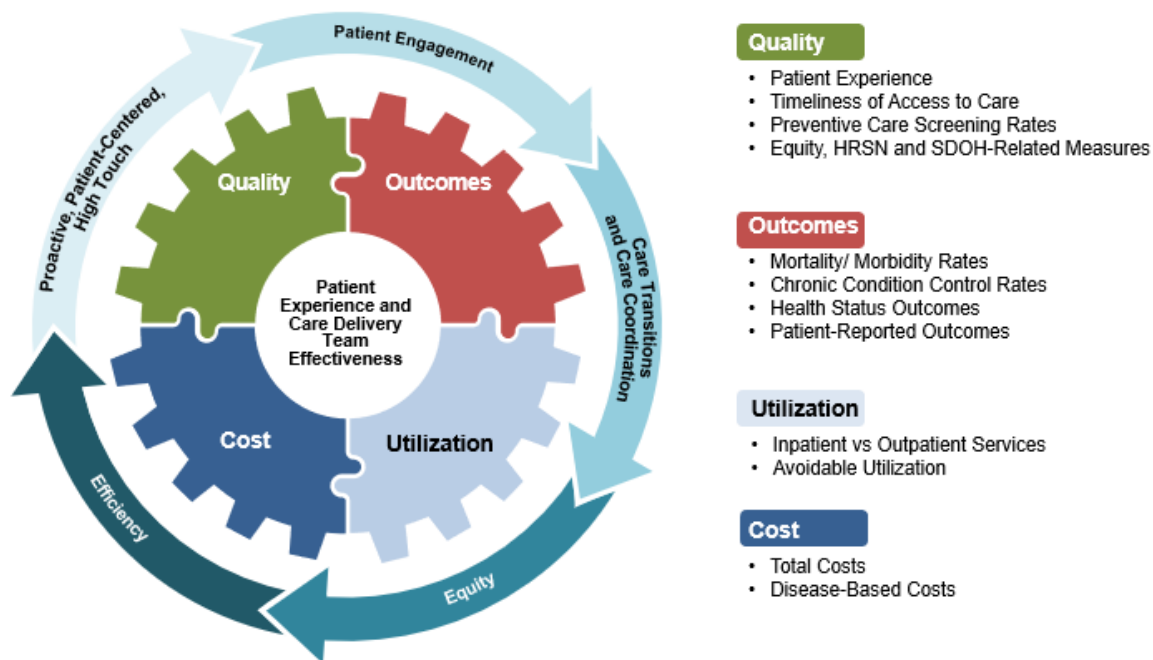 Patient Engagement
Care Transitions
and Care Coordination
Equity
Efficiency
Proactive, Patient-Centered,
High Touch
Quality
Outcomes
Cost
Utilization
Patient
Experience and
Care Delivery
Team
Effectiveness
Quality
• Patient Experience
• Timeliness of Access to Care
• Preventive Care Screening Rates
• Equity, HRSN and SDOH-Related Measures
Outcomes
• Mortality/ Morbidity Rates
• Chronic Condition Control Rates
• Health Status Outcomes
• Patient-Reported Outcomes
Utilization
• Inpatient vs Outpatient Services
• Avoidable Utilization
Cost
• Total Costs
• Disease-Based Costs